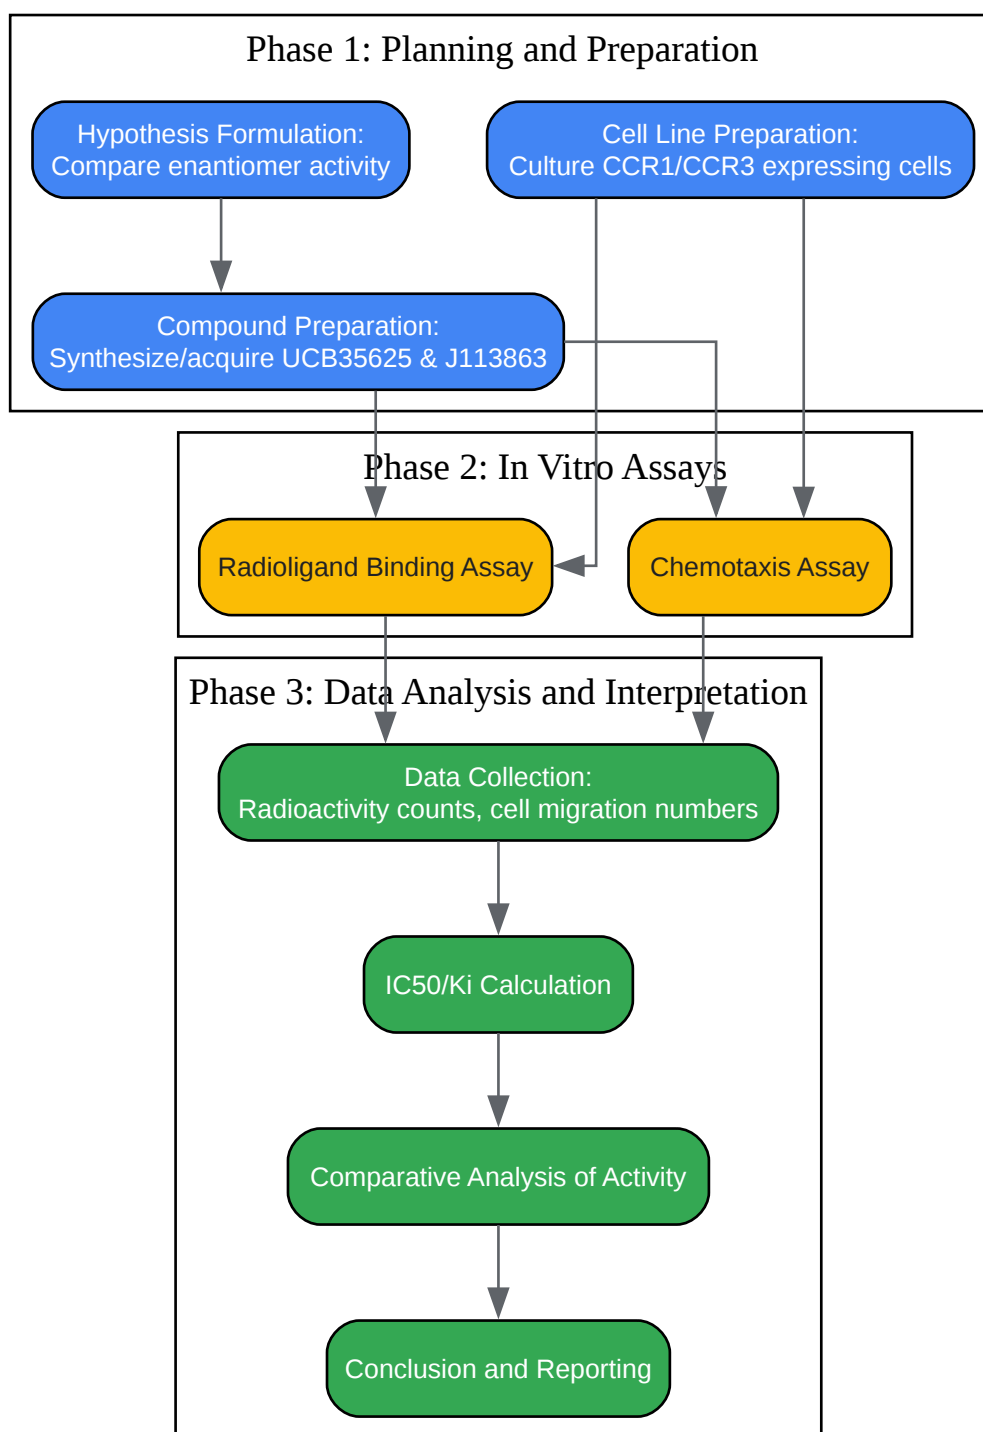 Phase 1: Planning and Preparation
Hypothesis Formulation:
Compare enantiomer activity
Cell Line Preparation:
Culture CCR1/CCR3 expressing cells
Compound Preparation:
Synthesize/acquire UCB35625 & J113863
Phase 2: In Vitro Assays
Radioligand Binding Assay
Chemotaxis Assay
Phase 3: Data Analysis and Interpretation
Data Collection:
Radioactivity counts, cell migration numbers
IC50/Ki Calculation
Comparative Analysis of Activity
Conclusion and Reporting